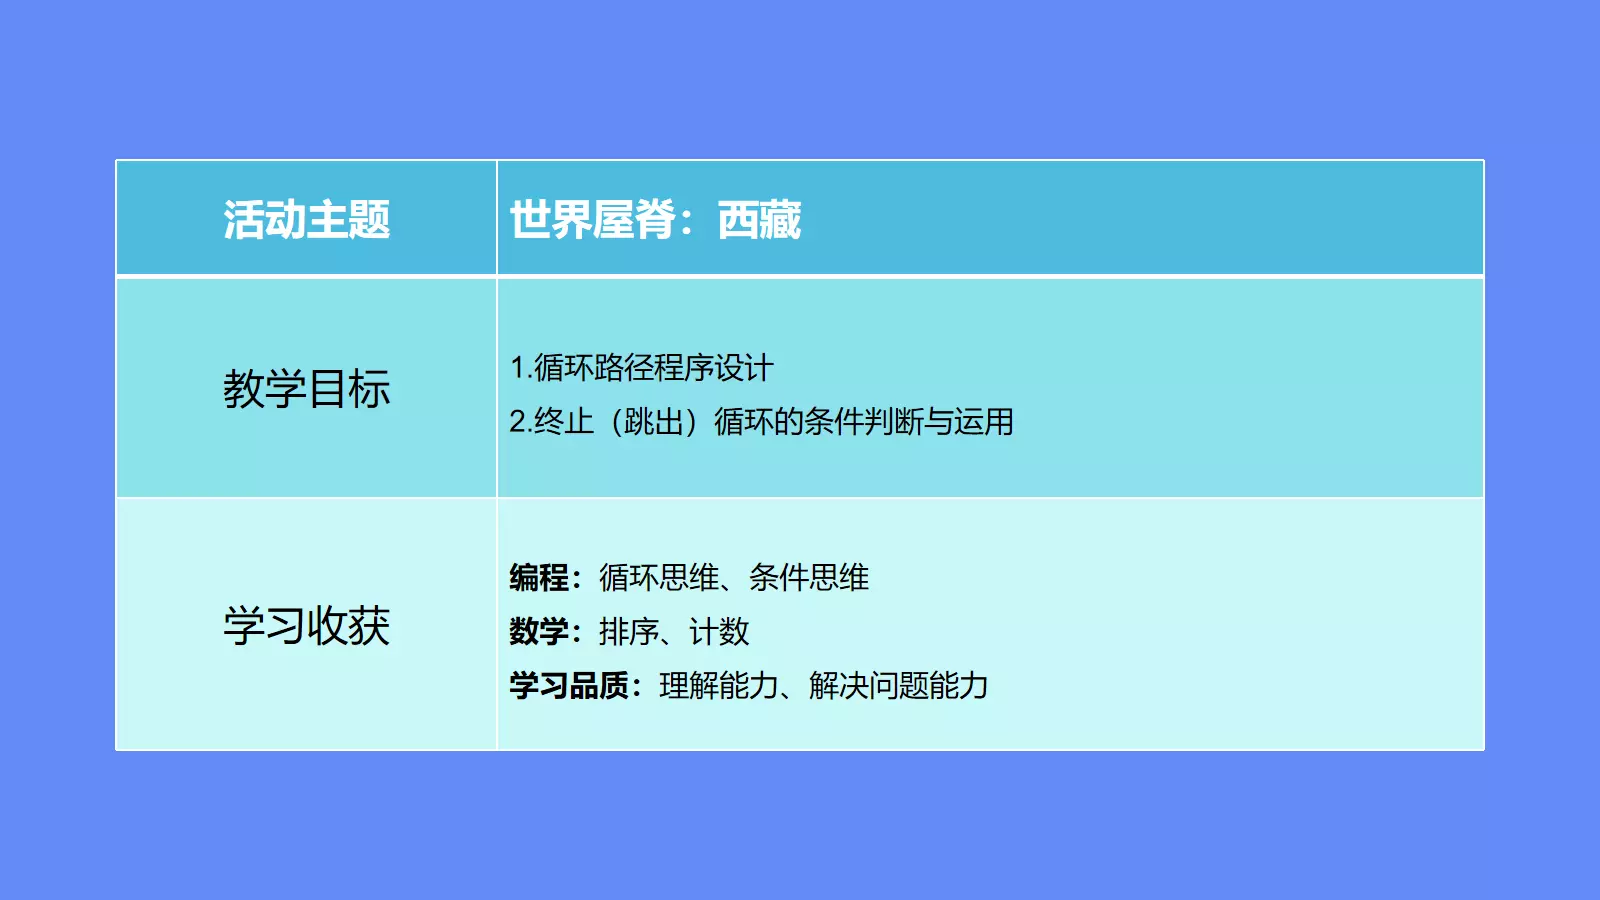 活动主题
世界屋脊：西藏
教学目标
1.循环路径程序设计
2.终止（跳出）循环的条件判断与运用
学习收获
编程：循环思维、条件思维
数学：排序、计数
学习品质：理解能力、解决问题能力